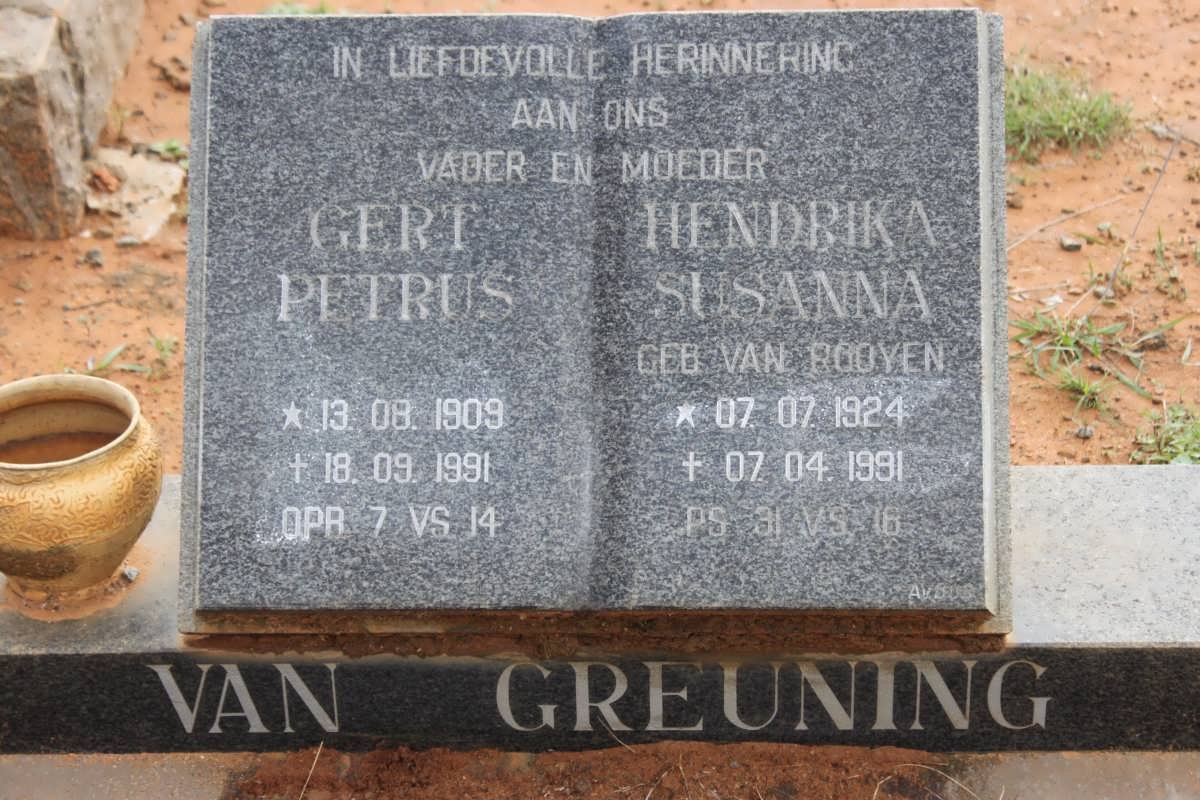 IN LIEFDEVOLLE HERINNERING
AAN ONS
VADER EN MOEDER
GERT
PETRUS
★ 13. 08. 1909
✝ 18. 09. 1991
OPB 7 VS 14
HENDRIKA
SUSANNA
GEB VAN ROOYEN
★ 07. 07. 1924
✝ 07. 04. 1991
PS 31 VS. 16
VAN GREUNING